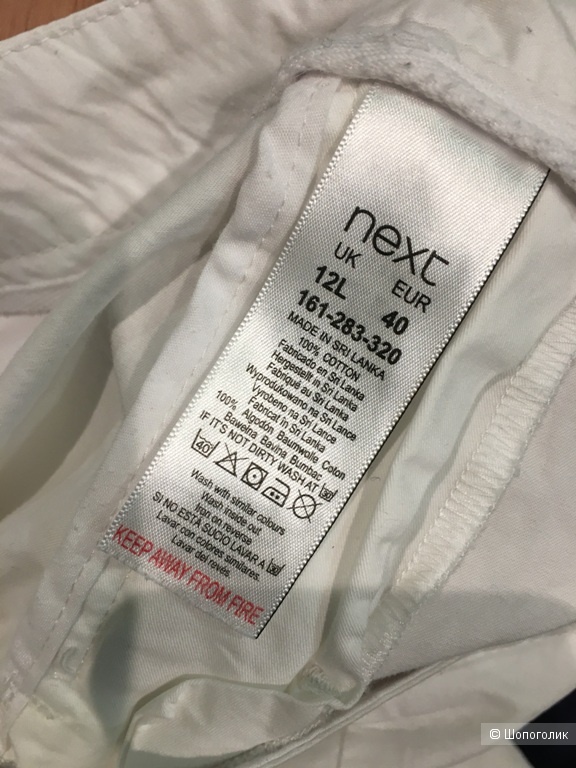 next
UK EUR
12L 40
161-283-320
MADE IN SRI LANKA
100% COTTON
Fabricado en Sri Lanka
Hergestellt in Sri Lanka
Fabriqué au Sri Lanka
Wyprodukowano na Sri Lance
Vyrobeno na Sri Lance
Fabricat in Sri Lanka
100% Algodón Baumwolle Coton
Bawełna Bavlna Bumbac
IF IT'S NOT DIRTY WASH AT 30
40
Wash with similar colours
Wash inside out
Iron on reverse
SI NO ESTÁ SUCIO LAVAR A 30
Lavar con colores similares.
Lavar del revés.
KEEP AWAY FROM FIRE
© Шопоголик